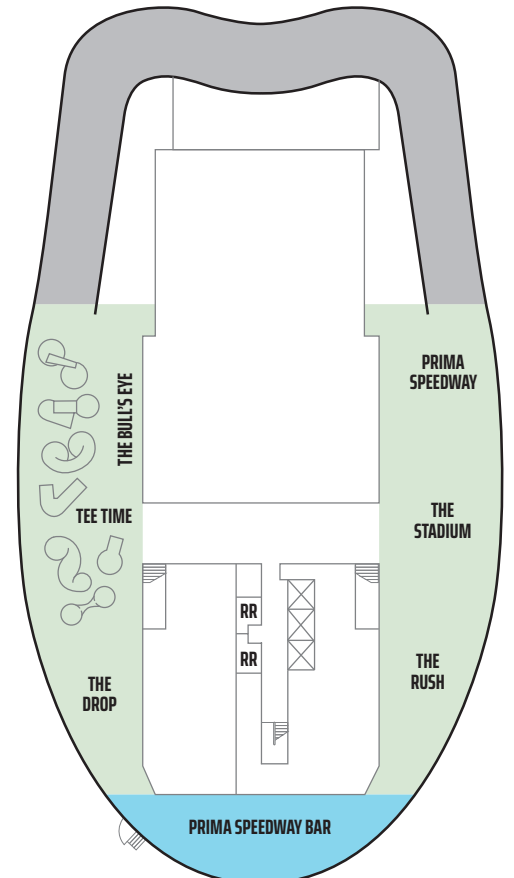 PRIMA
SPEEDWAY
THE BULL'S EYE
TEE TIME
THE
STADIUM
RR
RR
THE
RUSH
THE
DROP
PRIMA SPEEDWAY BAR